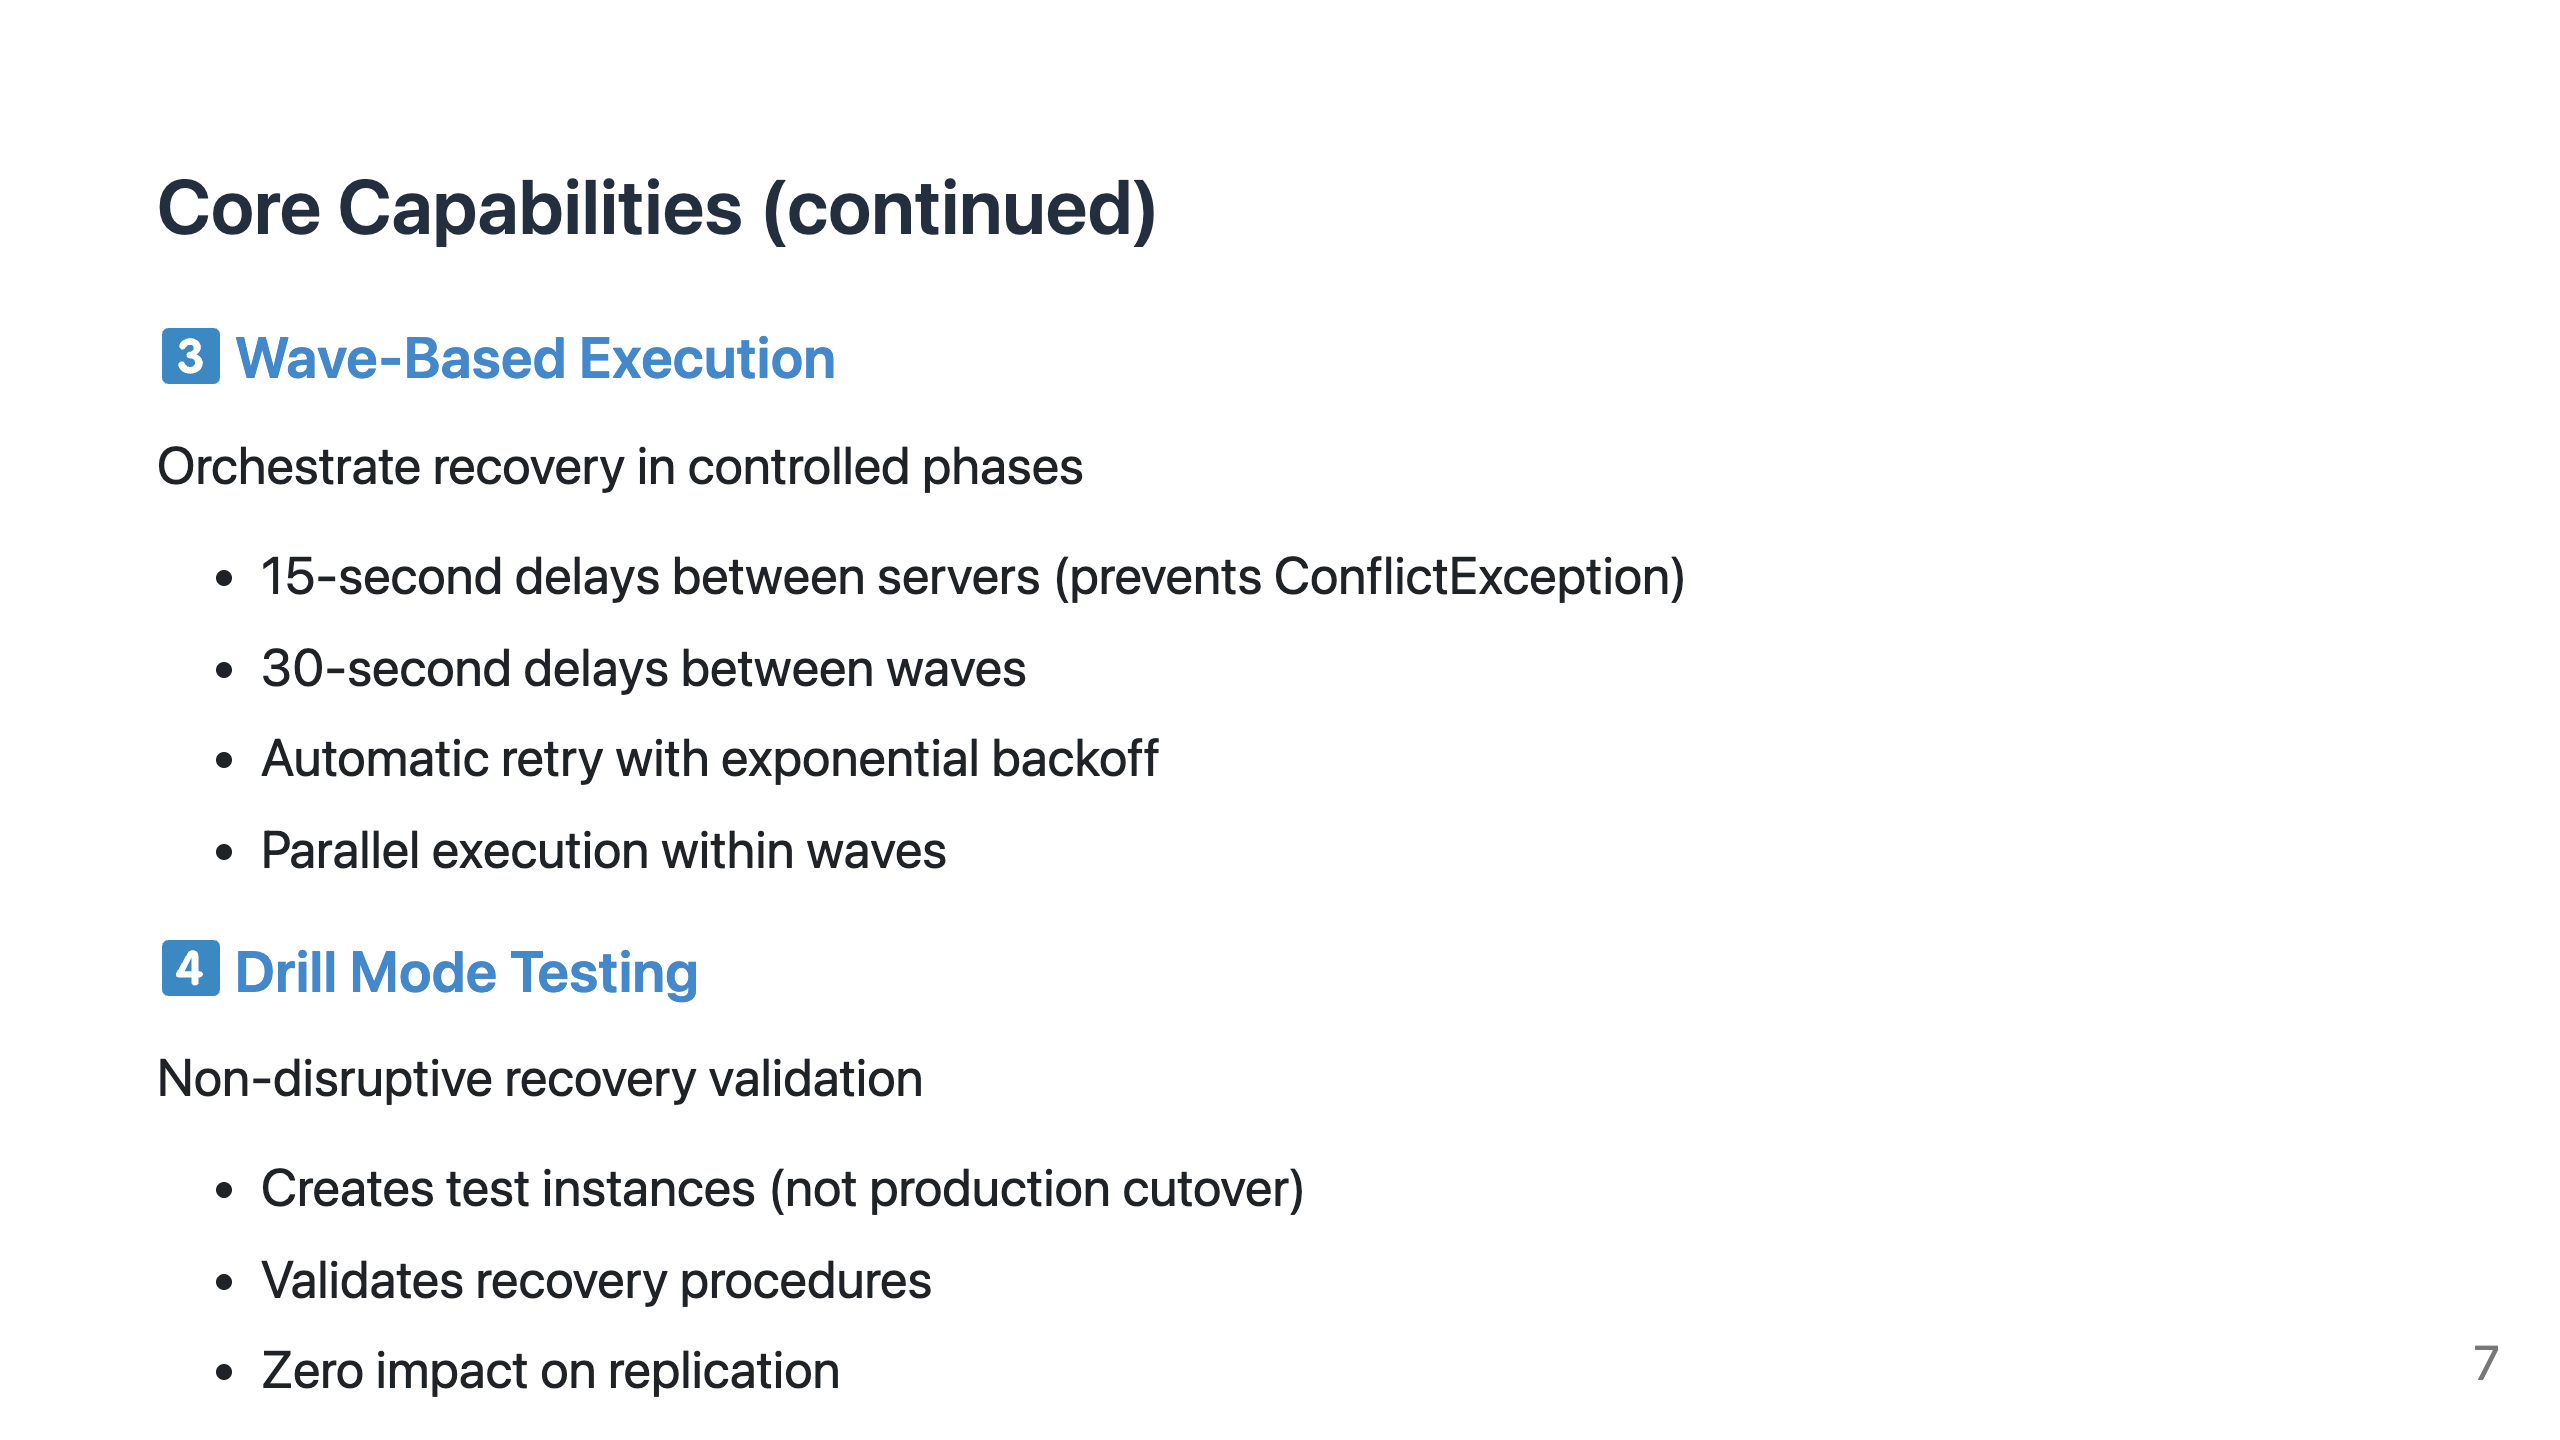 Core Capabilities (continued)
3 Wave-Based Execution
Orchestrate recovery in controlled phases
• 15-second delays between servers (prevents ConflictException)
• 30-second delays between waves
• Automatic retry with exponential backoff
• Parallel execution within waves
4 Drill Mode Testing
Non-disruptive recovery validation
• Creates test instances (not production cutover)
• Validates recovery procedures
• Zero impact on replication
7